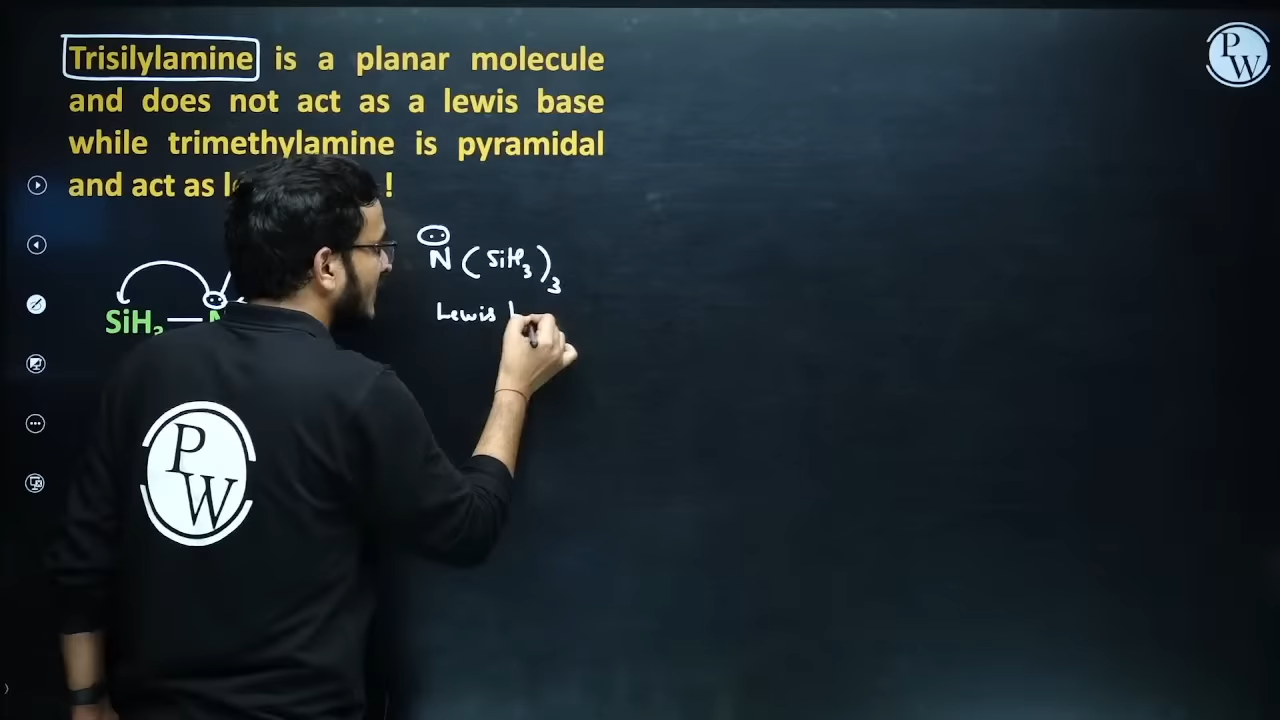 Trisilylamine is a planar molecule
and does not act as a lewis base
while trimethylamine is pyramidal
and act as !
N (SiH3)3
SiH3 — N
Lewis
PW
PW